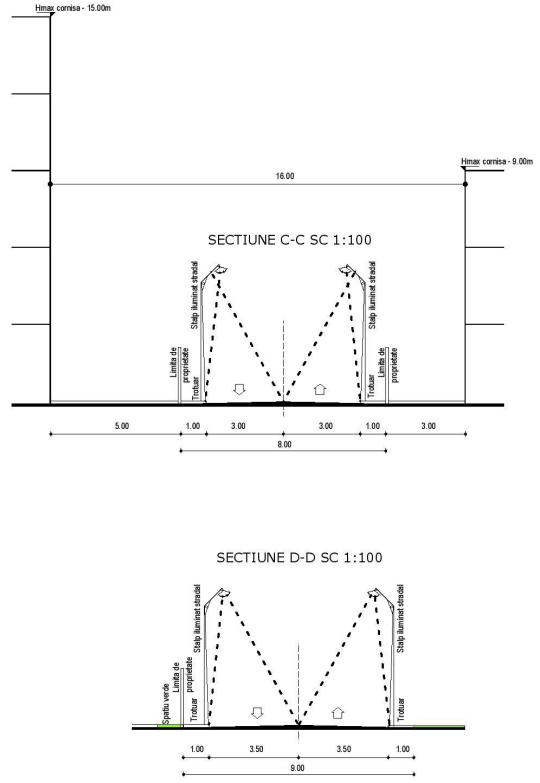 Hmax cornisa - 15.00m
Hmax cornisa - 9.00m
16.00
SECTIUNE C-C SC 1:100
Stalp iluminat stradal
Stalp iluminat stradal
Limita de
proprietate
Trotuar
Trotuar
Limita de
proprietate
5.00 1.00 3.00 3.00 1.00 3.00
8.00
SECTIUNE D-D SC 1:100
Stalp iluminat stradal
Stalp iluminat stradal
Spatiu verde
Limita de
proprietate
Trotuar
Trotuar
1.00 3.50 3.50 1.00
9.00